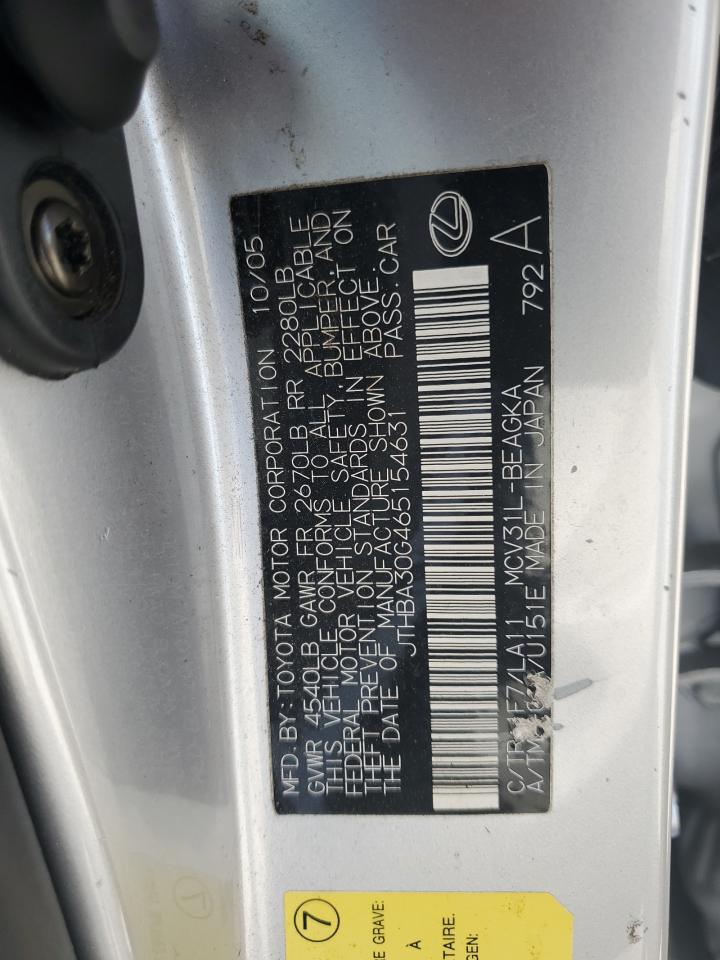 MFD. BY: TOYOTA MOTOR CORPORATION 10/05
GVWR 4540LB GAWR FR 2670LB RR 2280LB
THIS VEHICLE CONFORMS TO ALL APPLICABLE
FEDERAL MOTOR VEHICLE SAFETY, BUMPER, AND
THEFT PREVENTION STANDARDS IN EFFECT ON
THE DATE OF MANUFACTURE SHOWN ABOVE.
JTHBA30G465154631 PASS. CAR
MCV31L-BEAGKA 792
/U151E MADE IN JAPAN A
7
GRAVE:
À